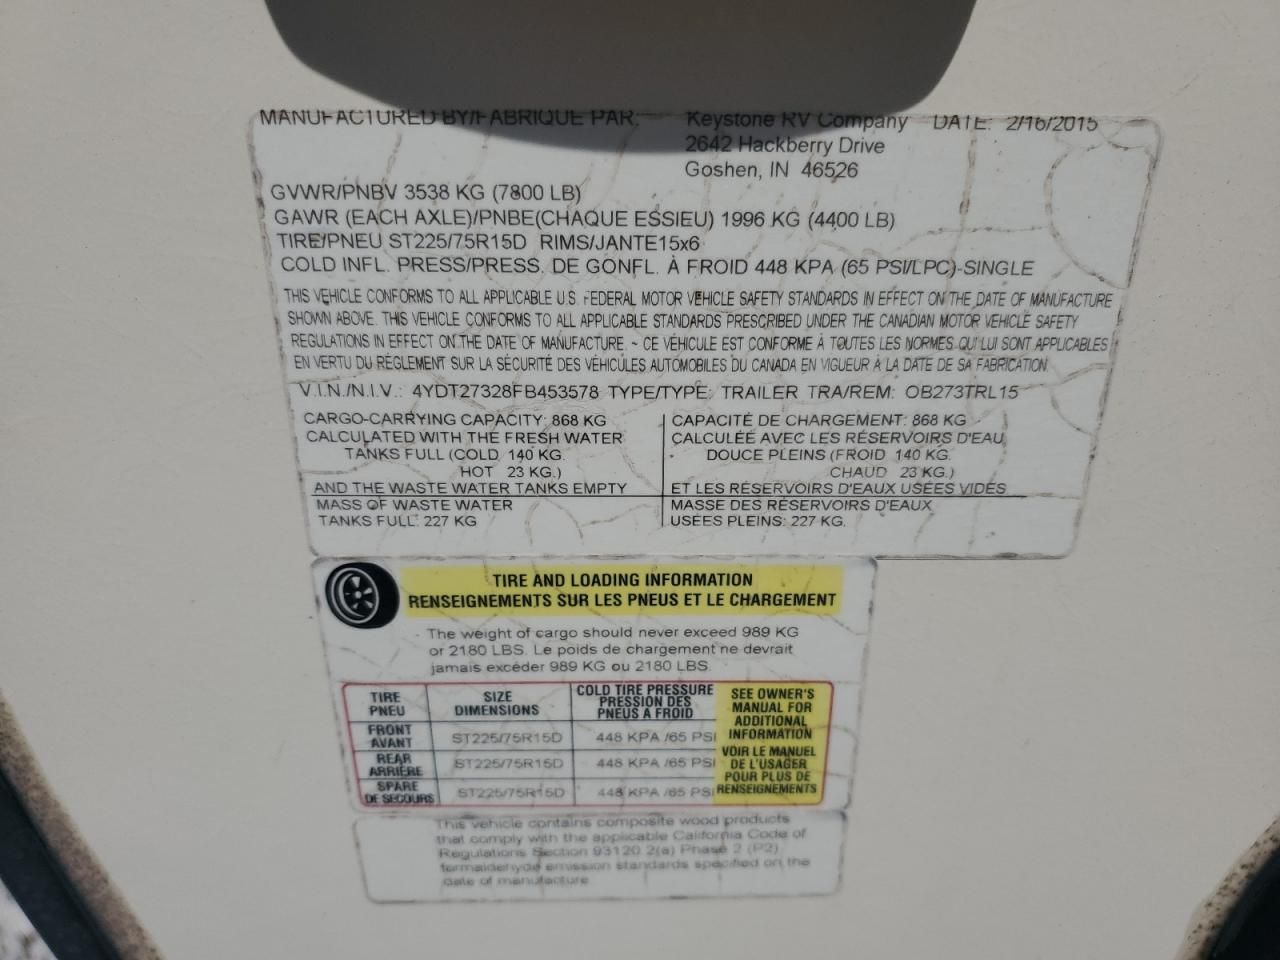 MANUFACTURED BY/FABRIQUE PAR: Keystone RV Company DATE: 2/16/2015
2642 Hackberry Drive
Goshen, IN 46526
GVWR/PNBV 3538 KG (7800 LB)
GAWR (EACH AXLE)/PNBE(CHAQUE ESSIEU) 1996 KG (4400 LB)
TIRE/PNEU ST225/75R15D RIMS/JANTE15x6
COLD INFL. PRESS/PRESS. DE GONFL. À FROID 448 KPA (65 PSI/LPC)-SINGLE
THIS VEHICLE CONFORMS TO ALL APPLICABLE U.S. FEDERAL MOTOR VEHICLE SAFETY STANDARDS IN EFFECT ON THE DATE OF MANUFACTURE
SHOWN ABOVE. THIS VEHICLE CONFORMS TO ALL APPLICABLE STANDARDS PRESCRIBED UNDER THE CANADIAN MOTOR VEHICLE SAFETY
REGULATIONS IN EFFECT ON THE DATE OF MANUFACTURE. ~ CE VÉHICULE EST CONFORME À TOUTES LES NORMES QUI LUI SONT APPLICABLES
EN VERTU DU RÉGLEMENT SUR LA SÉCURITÉ DES VÉHICULES AUTOMOBILES DU CANADA EN VIGUEUR À LA DATE DE SA FABRICATION.
V.I.N./N.I.V.: 4YDT27328FB453578 TYPE/TYPE: TRAILER TRA/REM: OB273TRL15
CARGO-CARRYING CAPACITY: 868 KG
CALCULATED WITH THE FRESH WATER
TANKS FULL (COLD 140 KG.
HOT 23 KG.)
AND THE WASTE WATER TANKS EMPTY
MASS OF WASTE WATER
TANKS FULL: 227 KG
CAPACITÉ DE CHARGEMENT: 868 KG
CALCULÉE AVEC LES RÉSERVOIRS D'EAU
DOUCE PLEINS (FROID 140 KG.
CHAUD 23 KG.)
ET LES RÉSERVOIRS D'EAUX USÉES VIDES
MASSE DES RÉSERVOIRS D'EAUX
USÉES PLEINS: 227 KG.
TIRE AND LOADING INFORMATION
RENSEIGNEMENTS SUR LES PNEUS ET LE CHARGEMENT
The weight of cargo should never exceed 989 KG
or 2180 LBS. Le poids de chargement ne devrait
jamais excéder 989 KG ou 2180 LBS.
TIRE
PNEU
SIZE
DIMENSIONS
COLD TIRE PRESSURE
PRESSION DES
PNEUS A FROID
FRONT
AVANT
ST225/75R15D 448 KPA /65 PSI
REAR
ARRIÈRE
ST225/75R15D 448 KPA /65 PSI
SPARE
DE SECOURS
ST225/75R15D 448 KPA /65 PSI
SEE OWNER'S
MANUAL FOR
ADDITIONAL
INFORMATION
VOIR LE MANUEL
DE L'USAGER
POUR PLUS DE
RENSEIGNEMENTS
This vehicle contains composite wood products
that comply with the applicable California Code of
Regulations Section 93120.2(a) Phase 2 (P2)
formaldehyde emission standards specified on the
date of manufacture